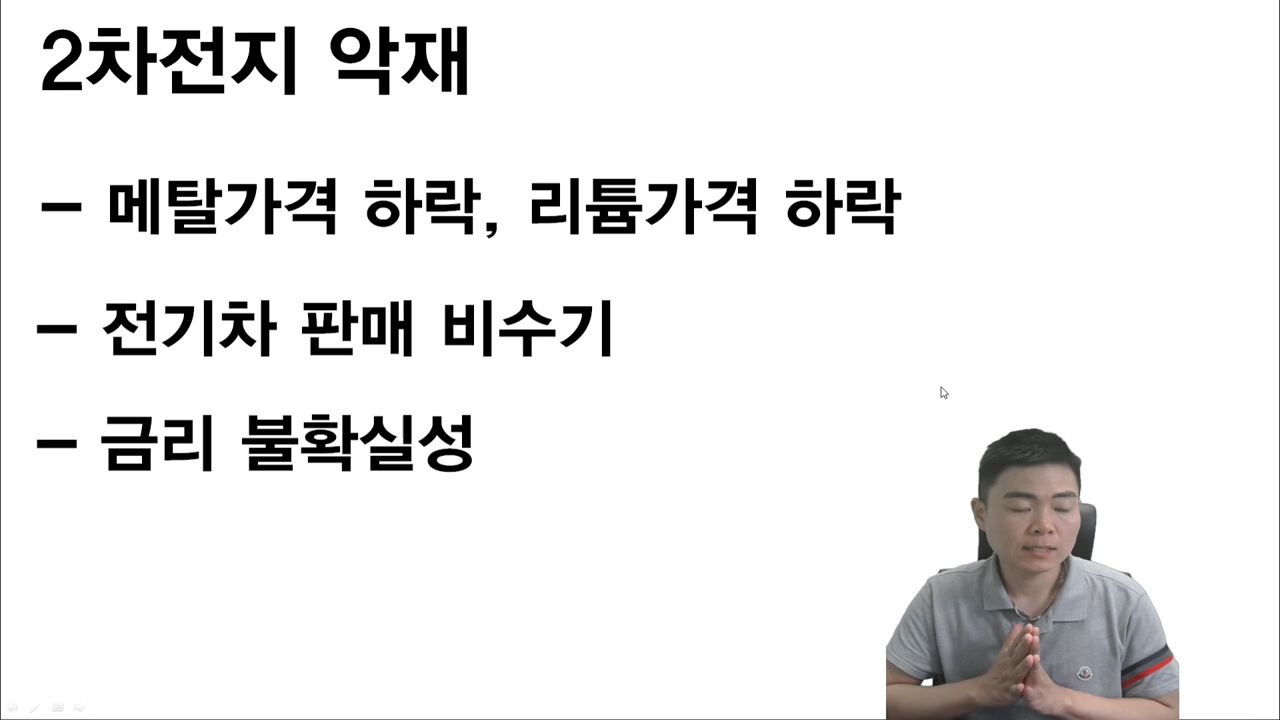 2차전지 악재
- 메탈가격 하락, 리튬가격 하락
- 전기차 판매 비수기
- 금리 불확실성